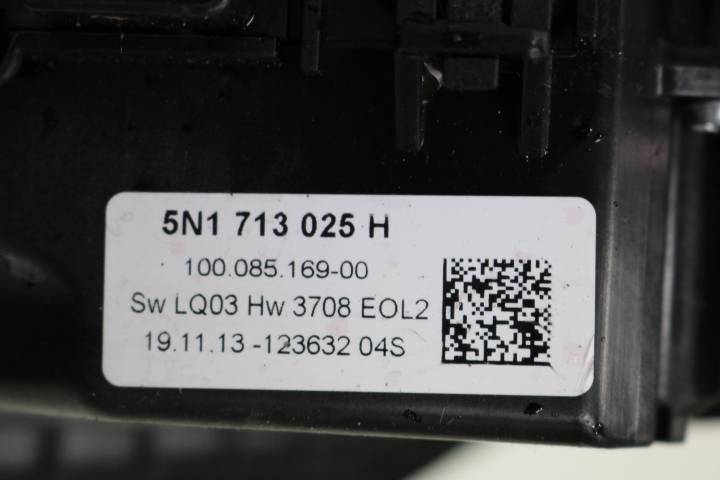 5N1 713 025 H
100.085.169-00
Sw LQ03 Hw 3708 EOL2
19.11.13 -123632 04S